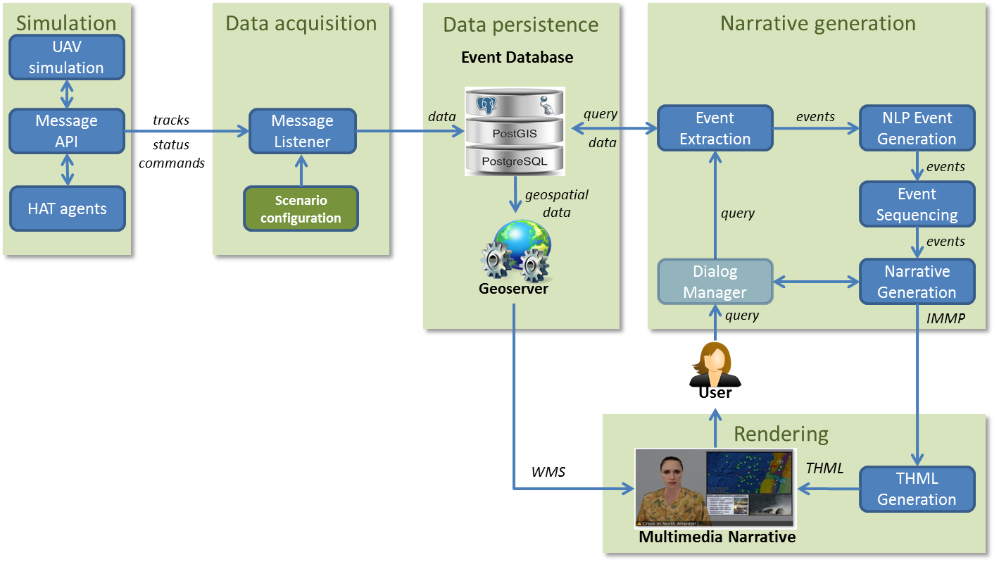 Simulation
UAV
simulation
Message
API
HAT agents
tracks
status
commands
Data acquisition
Message
Listener
Scenario
configuration
data
Data persistence
Event Database
PostGIS
PostgreSQL
geospatial
data
Geoserver
query
data
Narrative generation
Event
Extraction
events
NLP Event
Generation
events
Event
Sequencing
events
query
Dialog
Manager
Narrative
Generation
query
IMMP
User
Rendering
WMS
Crisis in North Atlantis!
THML
THML
Generation
Multimedia Narrative